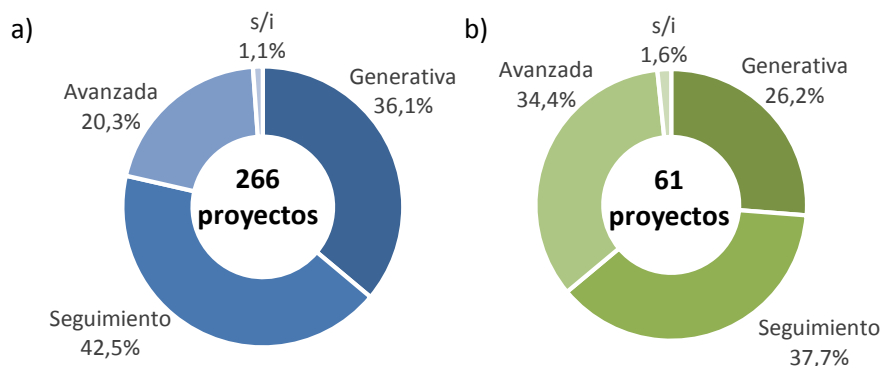 a)
s/i
1,1%
Generativa
36,1%
Avanzada
20,3%
266
proyectos
Seguimiento
42,5%
b)
s/i
1,6%
Generativa
26,2%
Avanzada
34,4%
61
proyectos
Seguimiento
37,7%